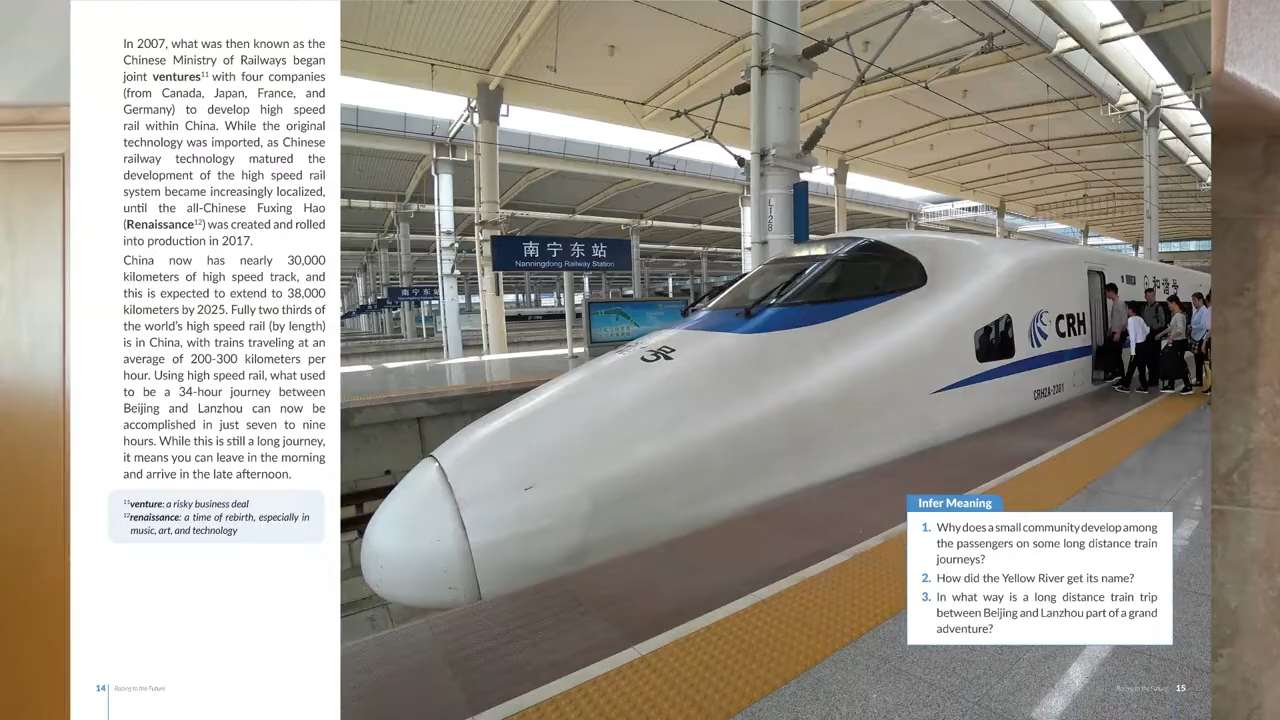 In 2007, what was then known as the
Chinese Ministry of Railways began
joint ventures11 with four companies
(from Canada, Japan, France, and
Germany) to develop high speed
rail within China. While the original
technology was imported, as Chinese
railway technology matured the
development of the high speed rail
system became increasingly localized,
until the all-Chinese Fuxing Hao
(Renaissance12) was created and rolled
into production in 2017.
China now has nearly 30,000
kilometers of high speed track, and
this is expected to extend to 38,000
kilometers by 2025. Fully two thirds of
the world's high speed rail (by length)
is in China, with trains traveling at an
average of 200-300 kilometers per
hour. Using high speed rail, what used
to be a 34-hour journey between
Beijing and Lanzhou can now be
accomplished in just seven to nine
hours. While this is still a long journey,
it means you can leave in the morning
and arrive in the late afternoon.
11venture: a risky business deal
12renaissance: a time of rebirth, especially in
music, art, and technology
14 Racing to the Future
LT28
南宁东站
Nanningdong Railway Station
南宁东站
和谐号
CRH
CRH2A-2301
Infer Meaning
1. Why does a small community develop among
the passengers on some long distance train
journeys?
2. How did the Yellow River get its name?
3. In what way is a long distance train trip
between Beijing and Lanzhou part of a grand
adventure?
Racing to the Future 15